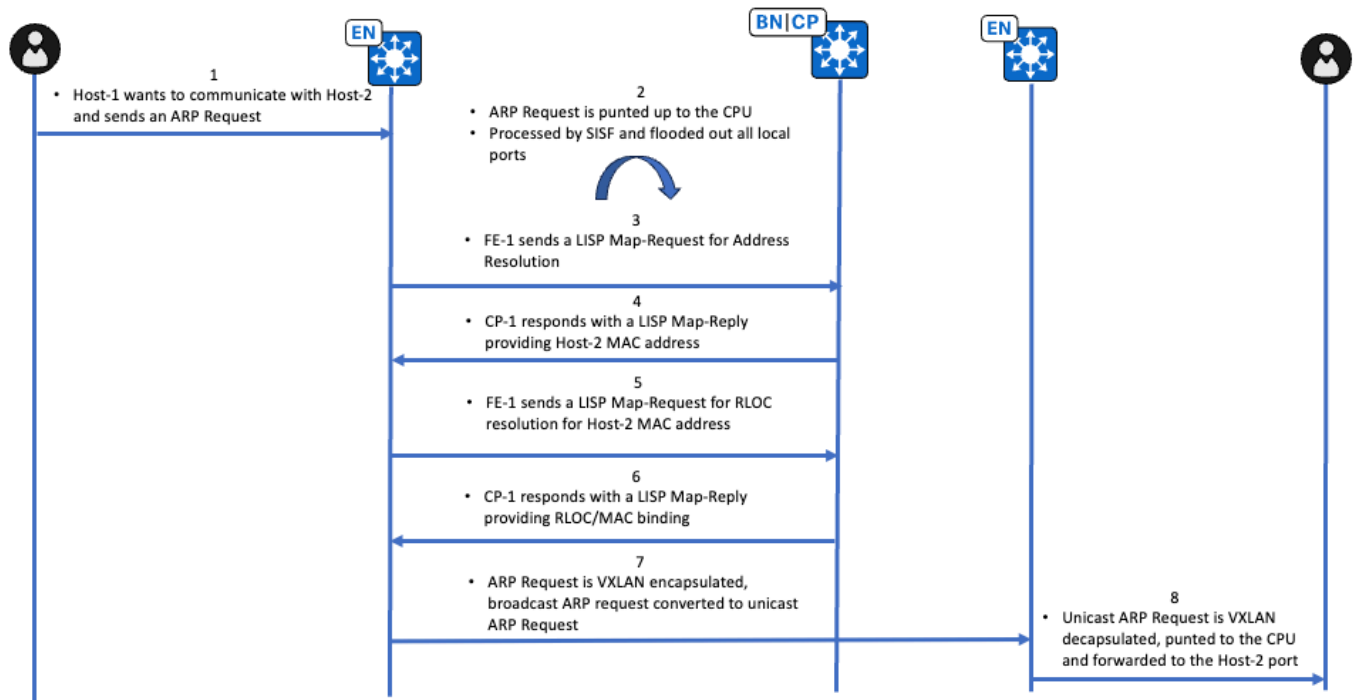 EN
BN|CP
EN
1
• Host-1 wants to communicate with Host-2
and sends an ARP Request
2
• ARP Request is punted up to the CPU
• Processed by SISF and flooded out all local
ports
3
• FE-1 sends a LISP Map-Request for Address
Resolution
4
• CP-1 responds with a LISP Map-Reply
providing Host-2 MAC address
5
• FE-1 sends a LISP Map-Request for RLOC
resolution for Host-2 MAC address
6
• CP-1 responds with a LISP Map-Reply
providing RLOC/MAC binding
7
• ARP Request is VXLAN encapsulated,
broadcast ARP request converted to unicast
ARP Request
8
• Unicast ARP Request is VXLAN
decapsulated, punted to the CPU
and forwarded to the Host-2 port